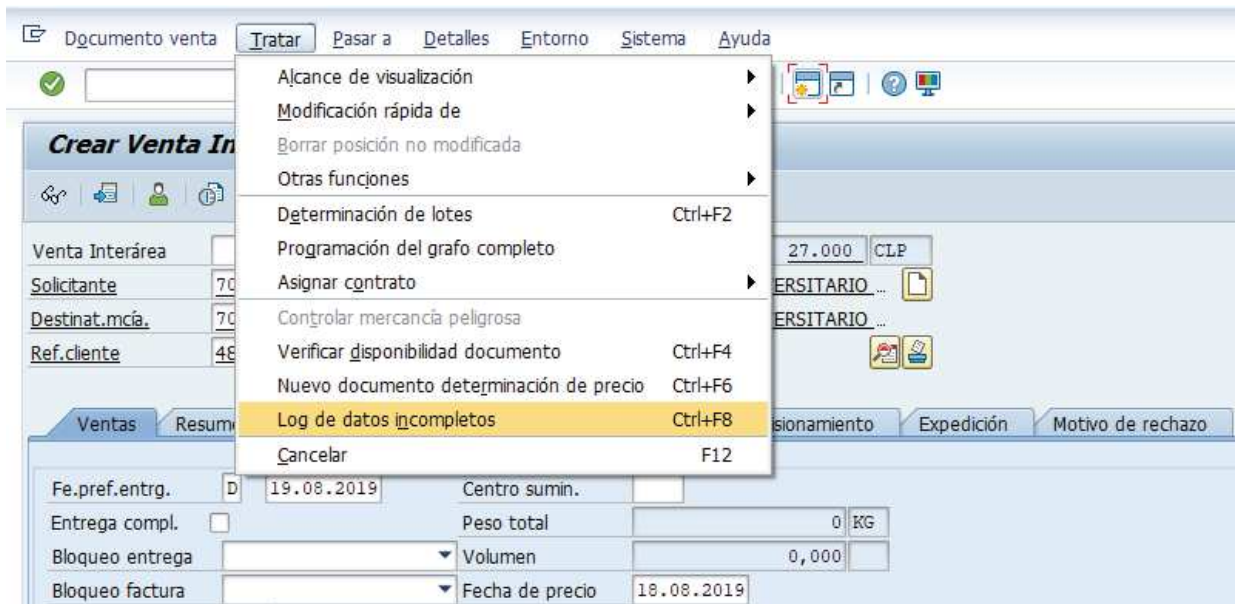 Documento venta Tratar Pasar a Detalles Entorno Sistema Ayuda
Alcance de visualización
Modificación rápida de
Crear Venta In
Borrar posición no modificada
Otras funciones
Determinación de lotes Ctrl+F2
Venta Interárea Programación del grafo completo 27.000 CLP
Solicitante 70 Asignar contrato ERSITARIO ...
Destinat.mcía. 70 Controlar mercancía peligrosa ERSITARIO ...
Ref.cliente 48 Verificar disponibilidad documento Ctrl+F4
Nuevo documento determinación de precio Ctrl+F6
Ventas Resume Log de datos incompletos Ctrl+F8 isionamiento Expedición Motivo de rechazo
Cancelar F12
Fe.pref.entrg. D 19.08.2019 Centro sumin.
Entrega compl. Peso total 0 KG
Bloqueo entrega Volumen 0,000
Bloqueo factura Fecha de precio 18.08.2019